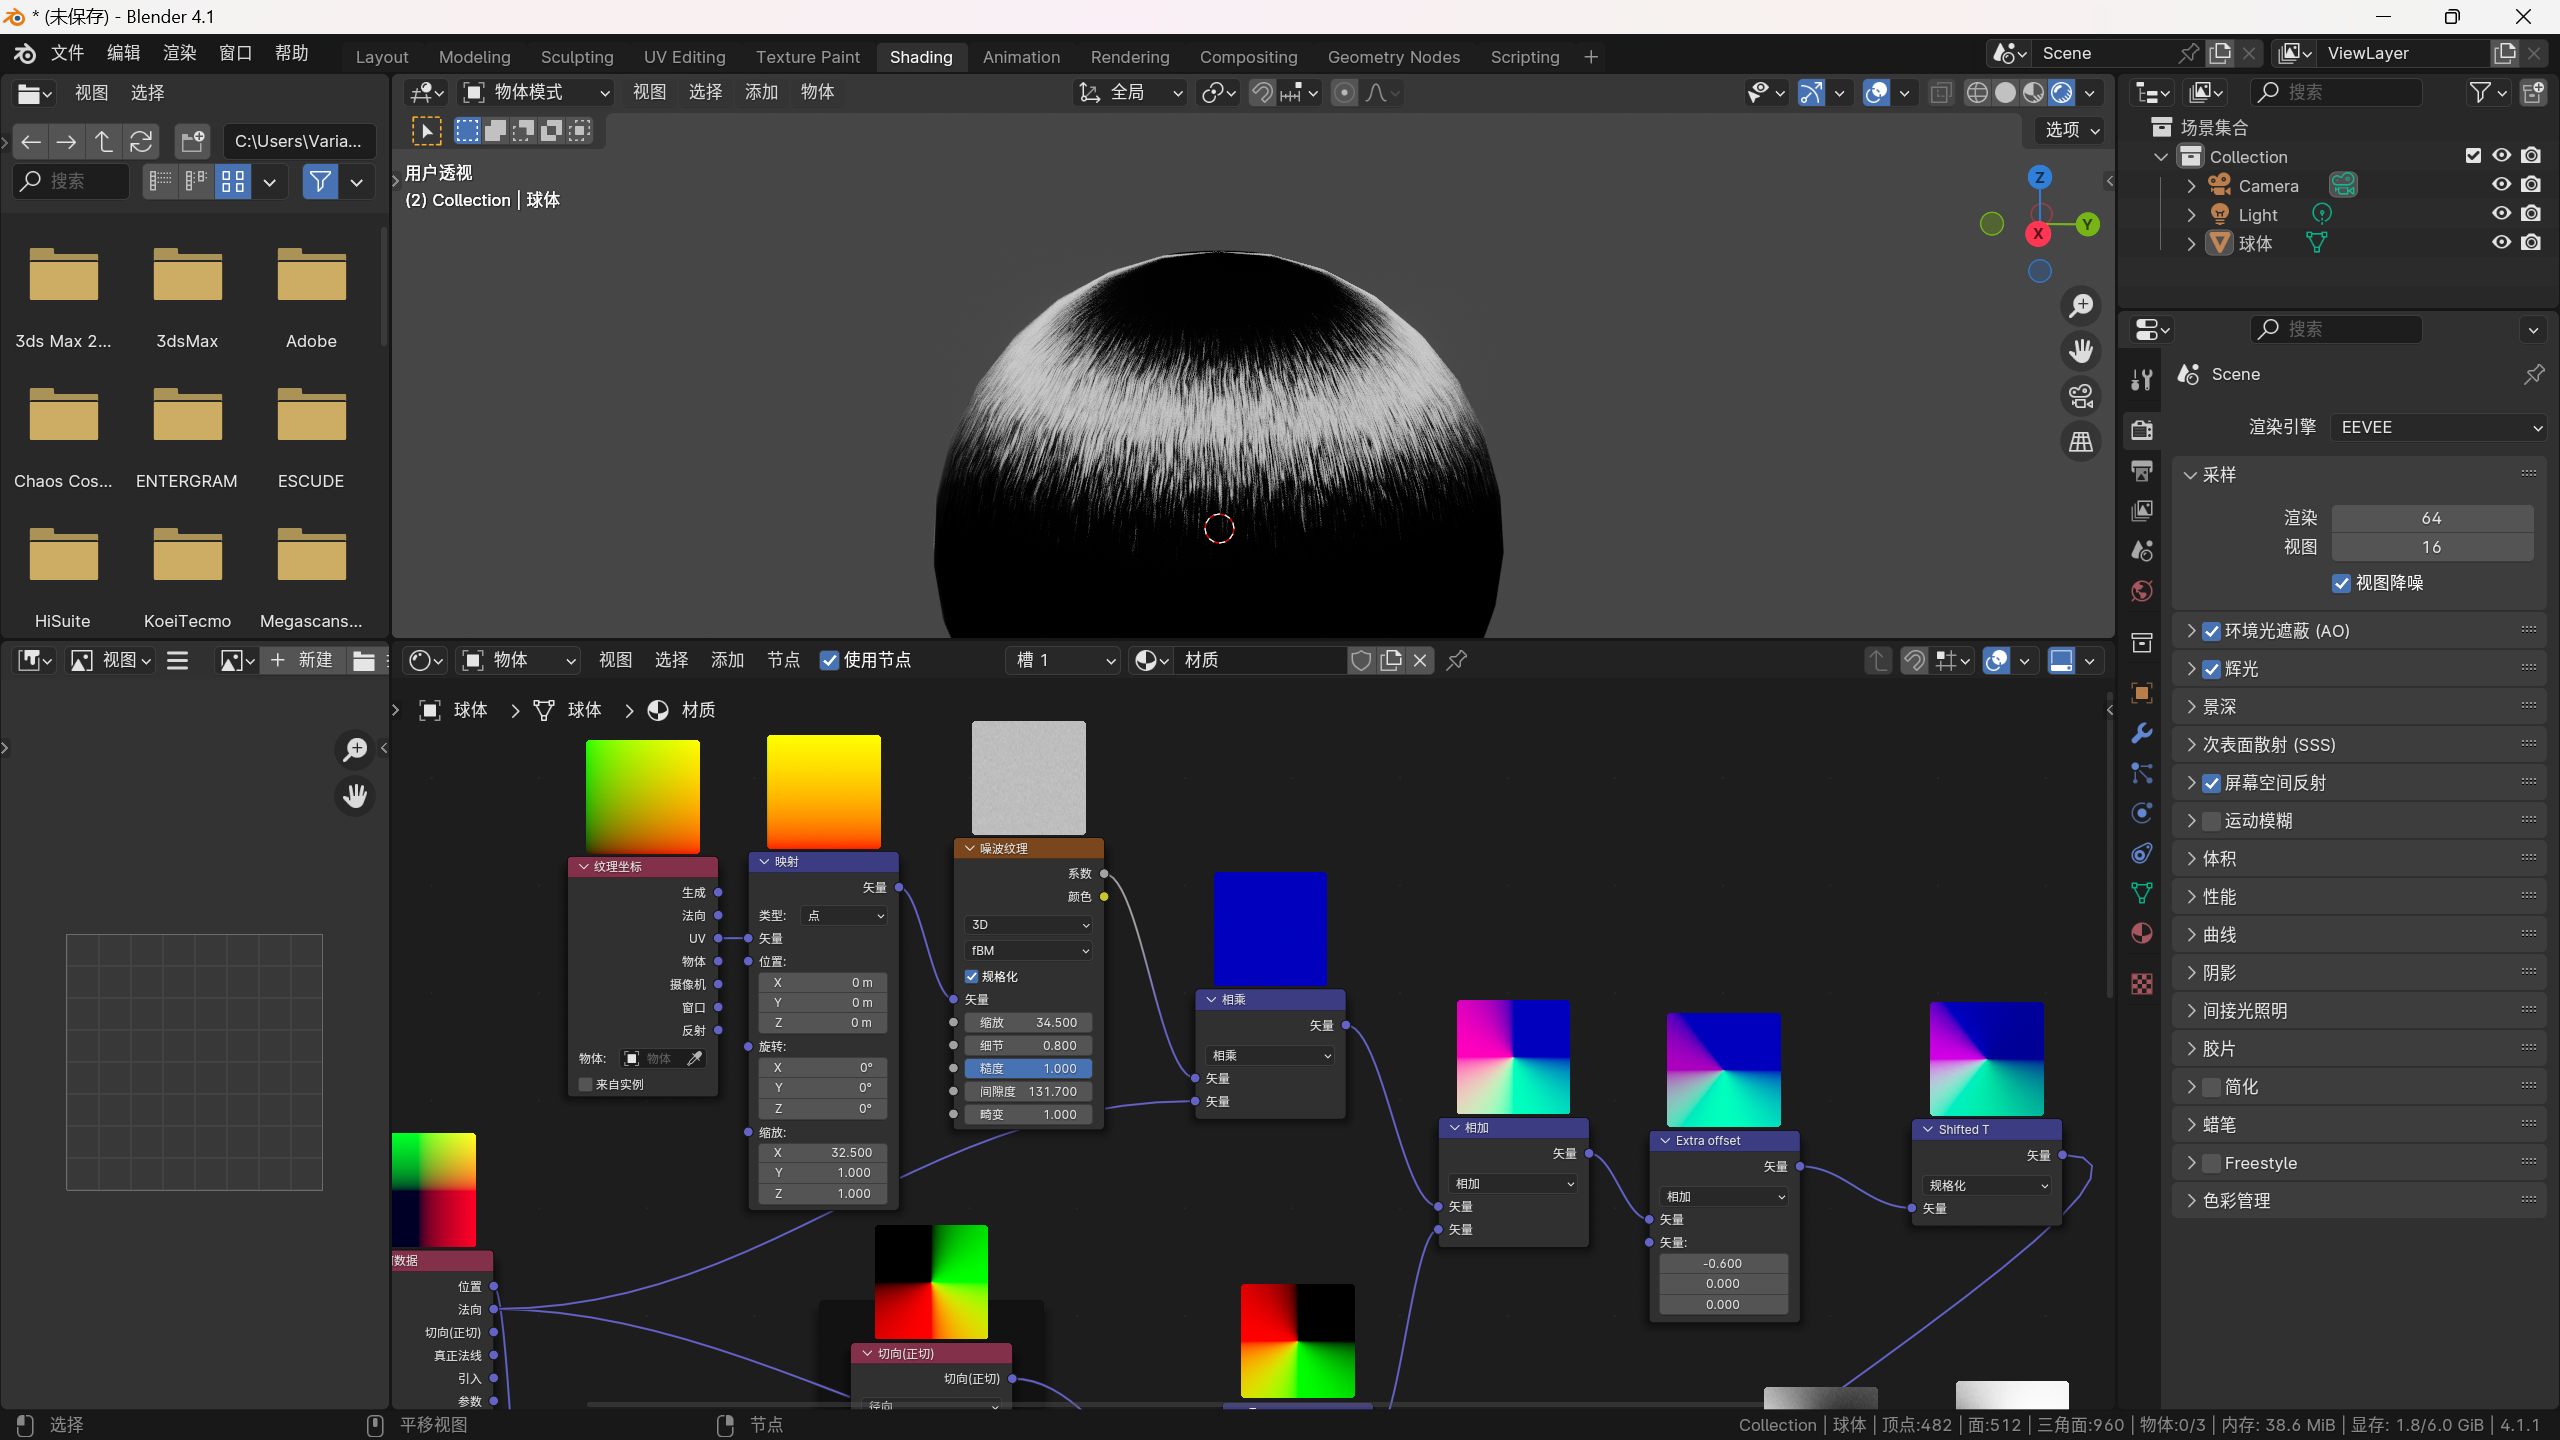 * (未保存) - Blender 4.1
文件 编辑 渲染 窗口 帮助 Layout Modeling Sculpting UV Editing Texture Paint Shading Animation Rendering Compositing Geometry Nodes Scripting Scene ViewLayer
视图 选择
C:\Users\Varia...
搜索
3ds Max 2... 3dsMax Adobe
Chaos Cos... ENTERGRAM ESCUDE
HiSuite KoeiTecmo Megascans...
物体模式 视图 选择 添加 物体 全局
选项
用户透视
(2) Collection | 球体
Z
Y
X
搜索
场景集合
Collection
Camera
Light
球体
搜索
Scene
渲染引擎 EEVEE
采样
渲染 64
视图 16
视图降噪
环境光遮蔽 (AO)
辉光
景深
次表面散射 (SSS)
屏幕空间反射
运动模糊
体积
性能
曲线
阴影
间接光照明
胶片
简化
蜡笔
Freestyle
色彩管理
视图 新建
物体 视图 选择 添加 节点 使用节点 槽 1 材质
球体 球体 材质
纹理坐标
生成
法向
UV
物体
摄像机
窗口
反射
物体: 物体
来自实例
映射
矢量
类型: 点
矢量
位置:
X 0 m
Y 0 m
Z 0 m
旋转:
X 0°
Y 0°
Z 0°
缩放:
X 32.500
Y 1.000
Z 1.000
噪波纹理
系数
颜色
3D
fBM
规格化
矢量
缩放 34.500
细节 0.800
糙度 1.000
间隙度 131.700
畸变 1.000
相乘
矢量
相乘
矢量
矢量
相加
矢量
相加
矢量
矢量
Extra offset
矢量
相加
矢量
矢量:
-0.600
0.000
0.000
Shifted T
矢量
规格化
矢量
数据
位置
法向
切向(正切)
真正法线
引入
参数
切向(正切)
切向(正切)
径向
选择 平移视图 节点
Collection | 球体 | 顶点:482 | 面:512 | 三角面:960 | 物体:0/3 | 内存: 38.6 MiB | 显存: 1.8/6.0 GiB | 4.1.1